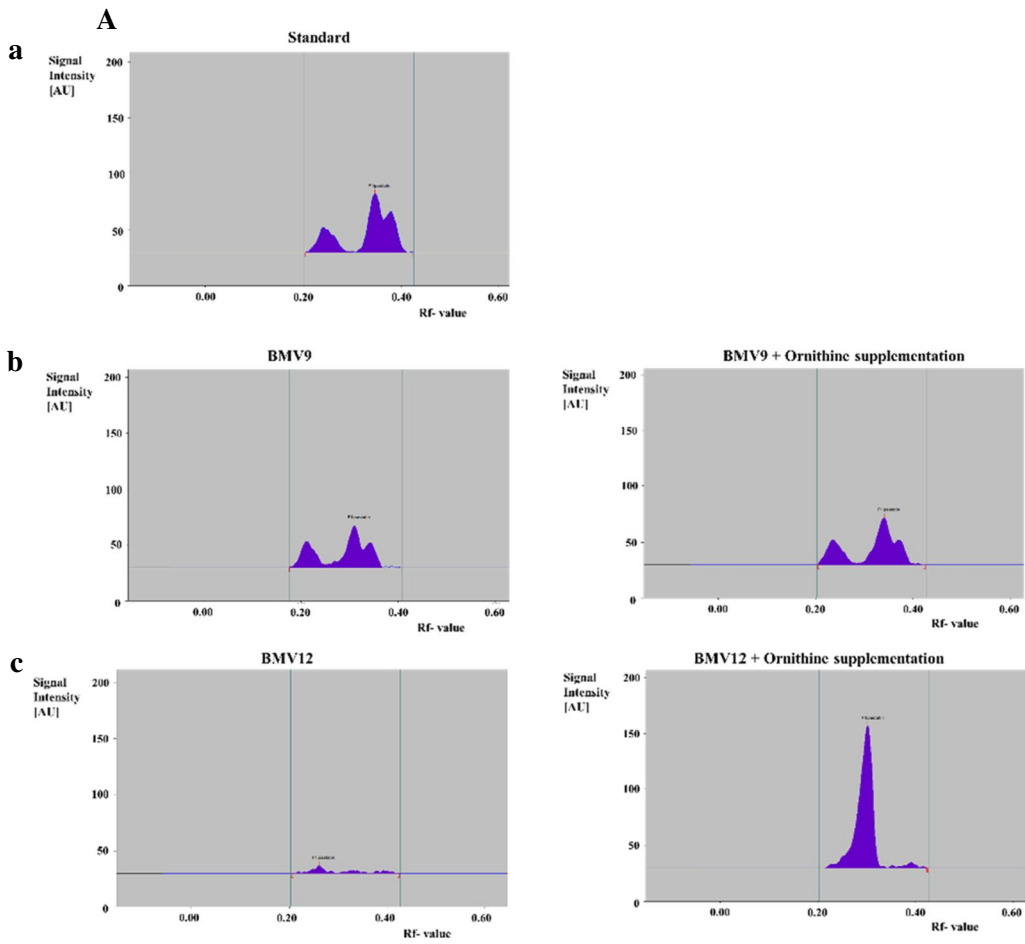 A
a
Standard
Signal
Intensity
[AU]
200
150
100
50
0
0.00
0.20
0.40
0.60
Rf- value
b
BMV9
Signal
Intensity
[AU]
200
150
100
50
0
0.00
0.20
0.40
0.60
Rf- value
BMV9 + Ornithine supplementation
Signal
Intensity
[AU]
200
150
100
50
0
0.00
0.20
0.40
0.60
Rf- value
c
BMV12
Signal
Intensity
[AU]
200
150
100
50
0
0.00
0.20
0.40
0.60
Rf- value
BMV12 + Ornithine supplementation
Signal
Intensity
[AU]
200
150
100
50
0
0.00
0.20
0.40
0.60
Rf- value